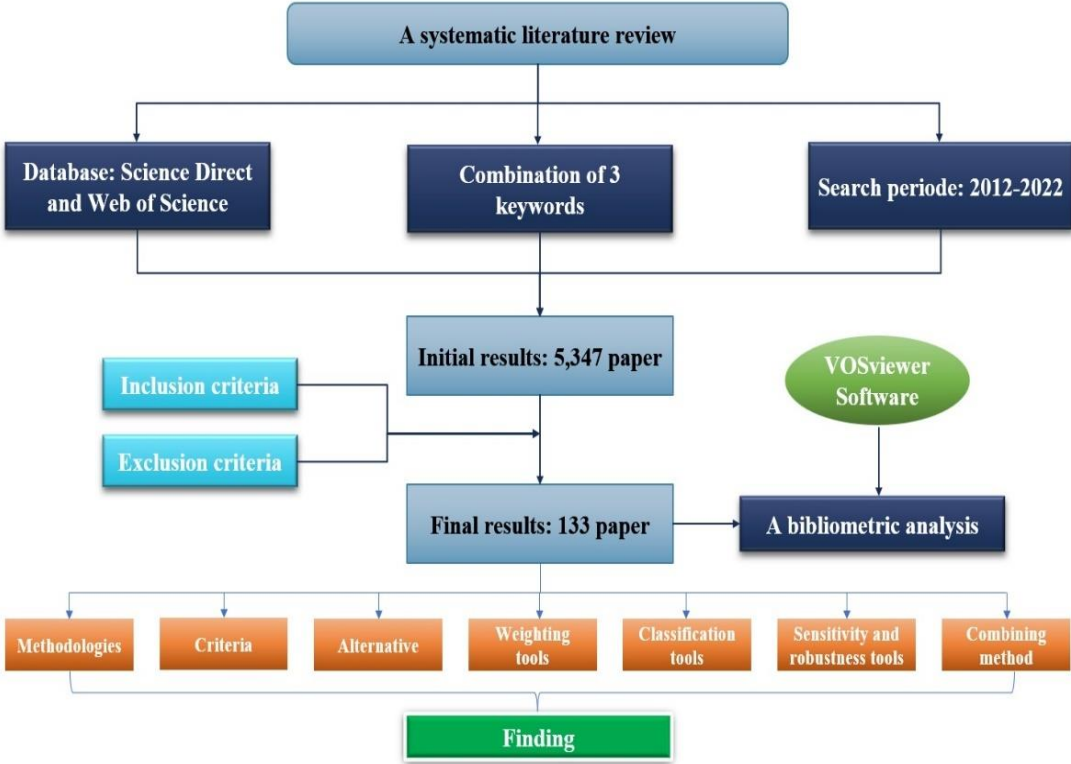 A systematic literature review
Database: Science Direct
and Web of Science
Combination of 3
keywords
Search periode: 2012-2022
Initial results: 5,347 paper
VOSviewer
Software
Inclusion criteria
Exclusion criteria
Final results: 133 paper
A bibliometric analysis
Methodologies
Criteria
Alternative
Weighting
tools
Classification
tools
Sensitivity and
robustness tools
Combining
method
Finding